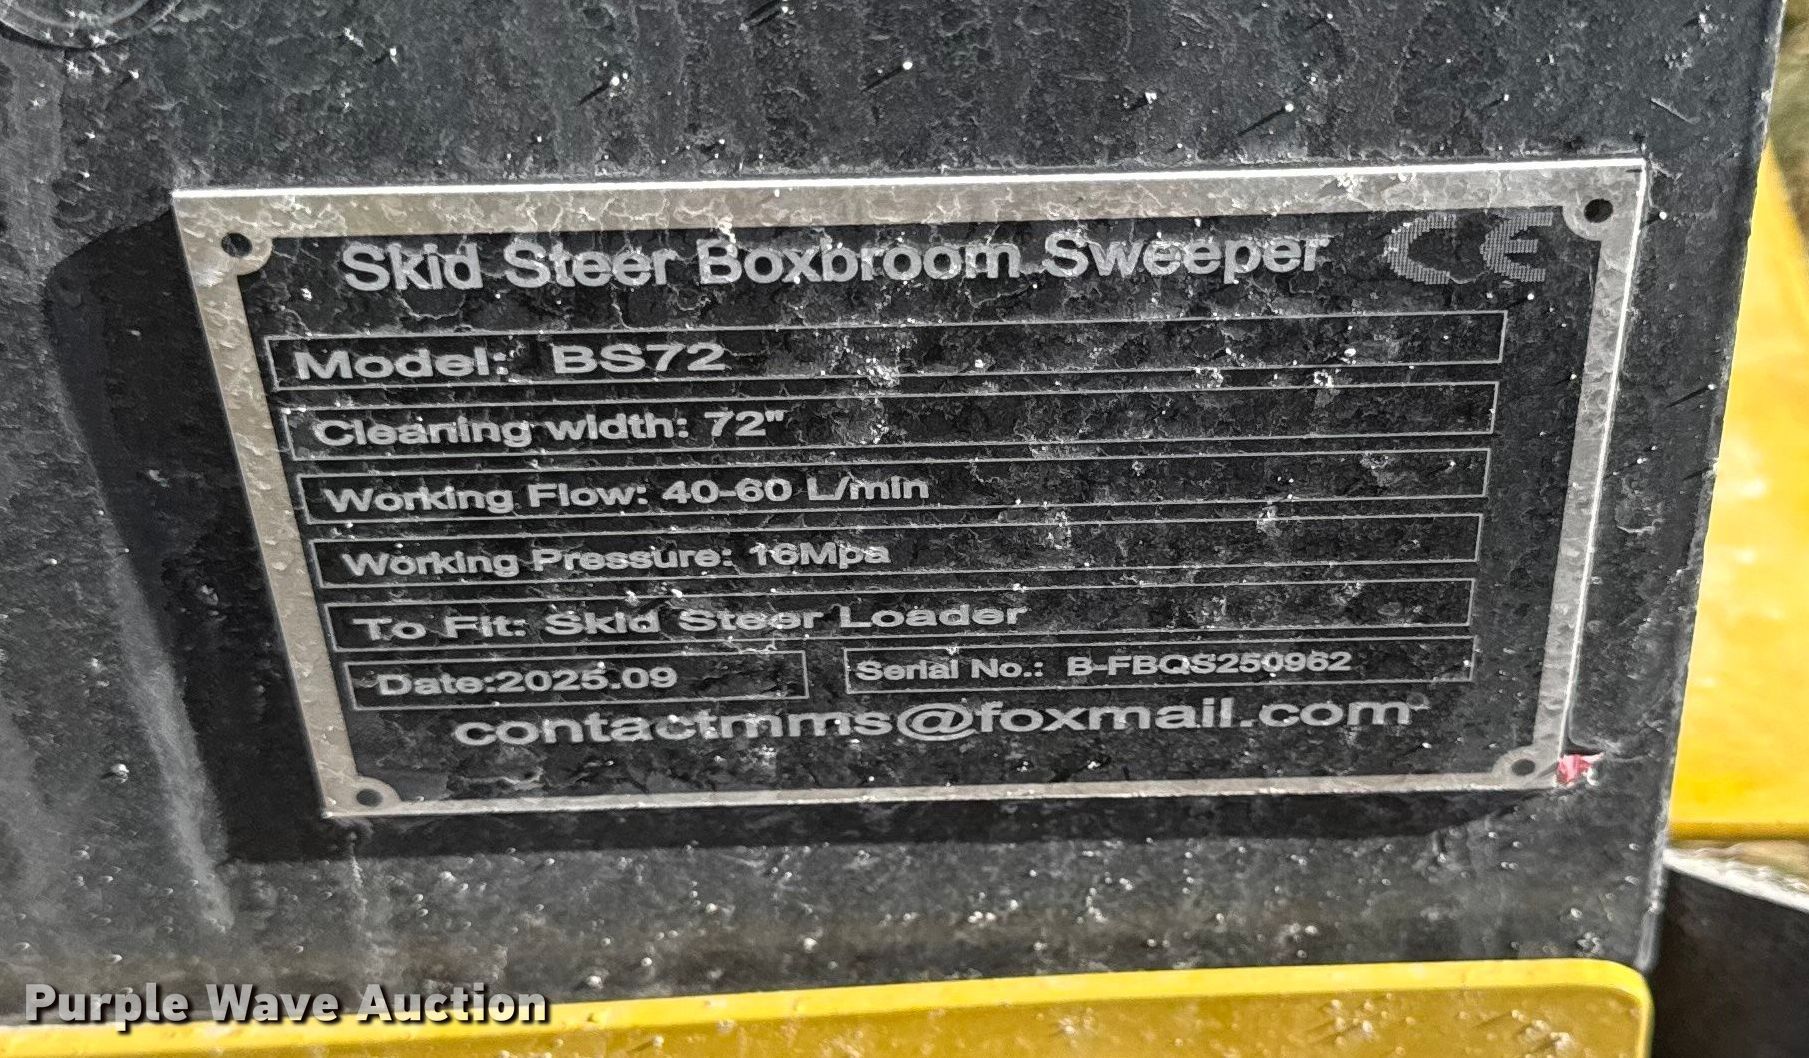 Skid Steer Boxbroom Sweeper CE
Model: BS72
Cleaning width: 72"
Working Flow: 40-60 L/min
Working Pressure: 16Mpa
To Fit: Skid Steer Loader
Date:2025.09 Serial No.: B-FBQS250962
contactmms@foxmail.com
Purple Wave Auction